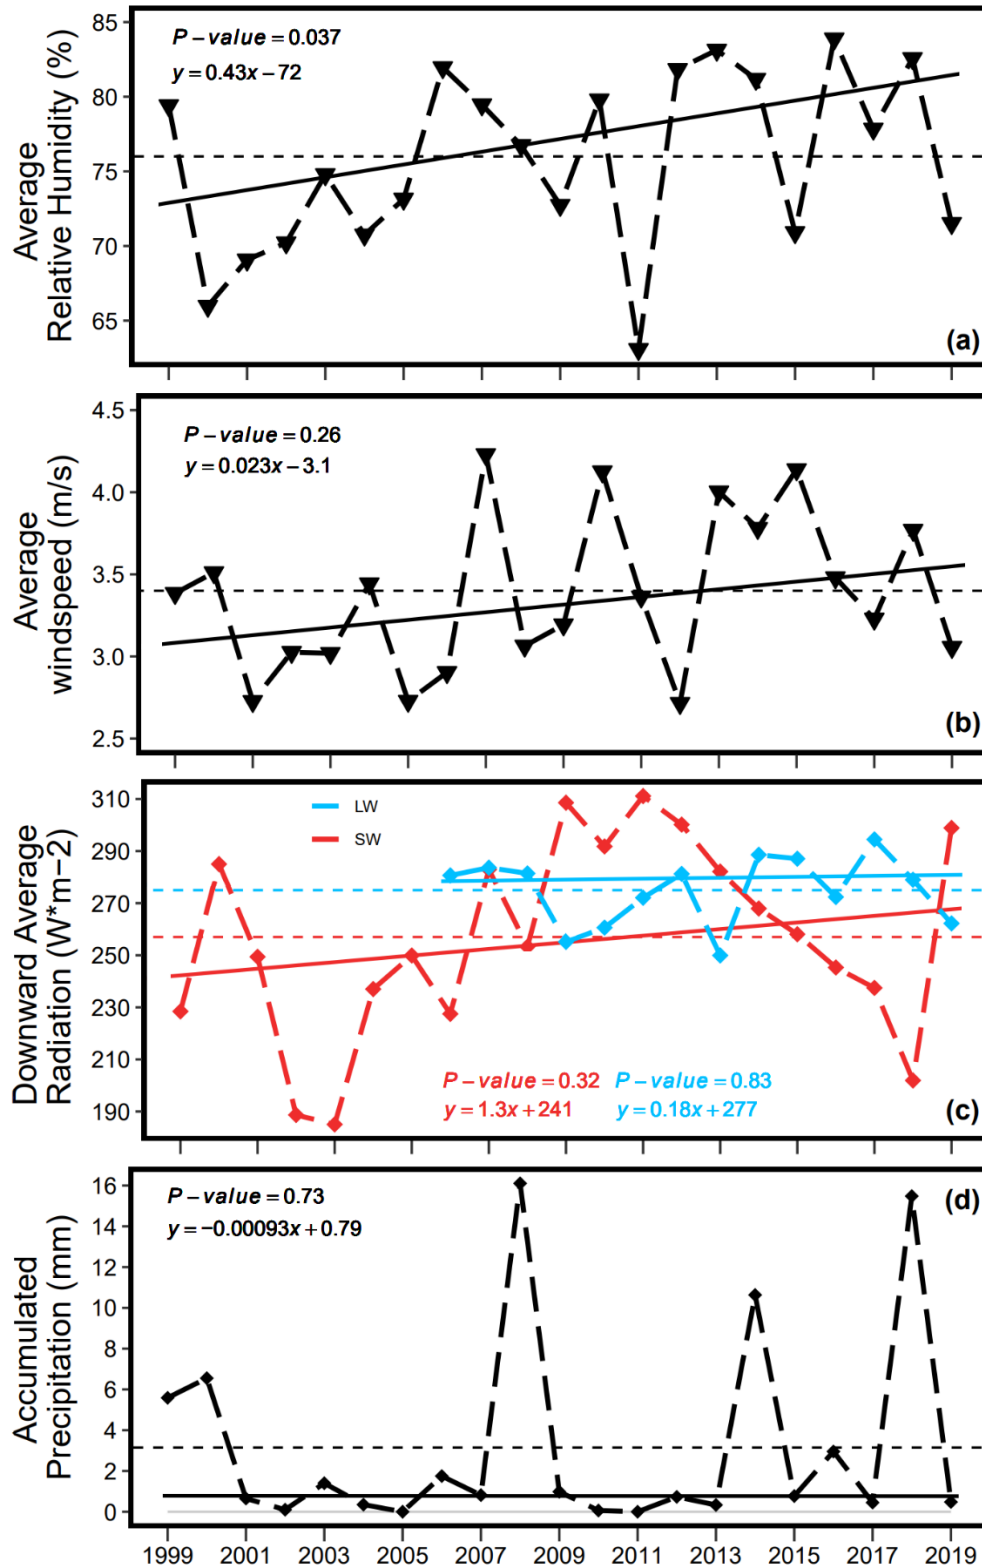 Average
Relative Humidity (%)
85
80
75
70
65
P – value = 0.037
y = 0.43x – 72
(a)
Average
windspeed (m/s)
4.5
4.0
3.5
3.0
2.5
P – value = 0.26
y = 0.023x – 3.1
(b)
Downward Average
Radiation (W*m–2)
310
290
270
250
230
210
190
LW
SW
P – value = 0.32 P – value = 0.83
y = 1.3x + 241 y = 0.18x + 277
(c)
Accumulated
Precipitation (mm)
16
14
12
10
8
6
4
2
0
P – value = 0.73
y = –0.00093x + 0.79
(d)
1999 2001 2003 2005 2007 2009 2011 2013 2015 2017 2019